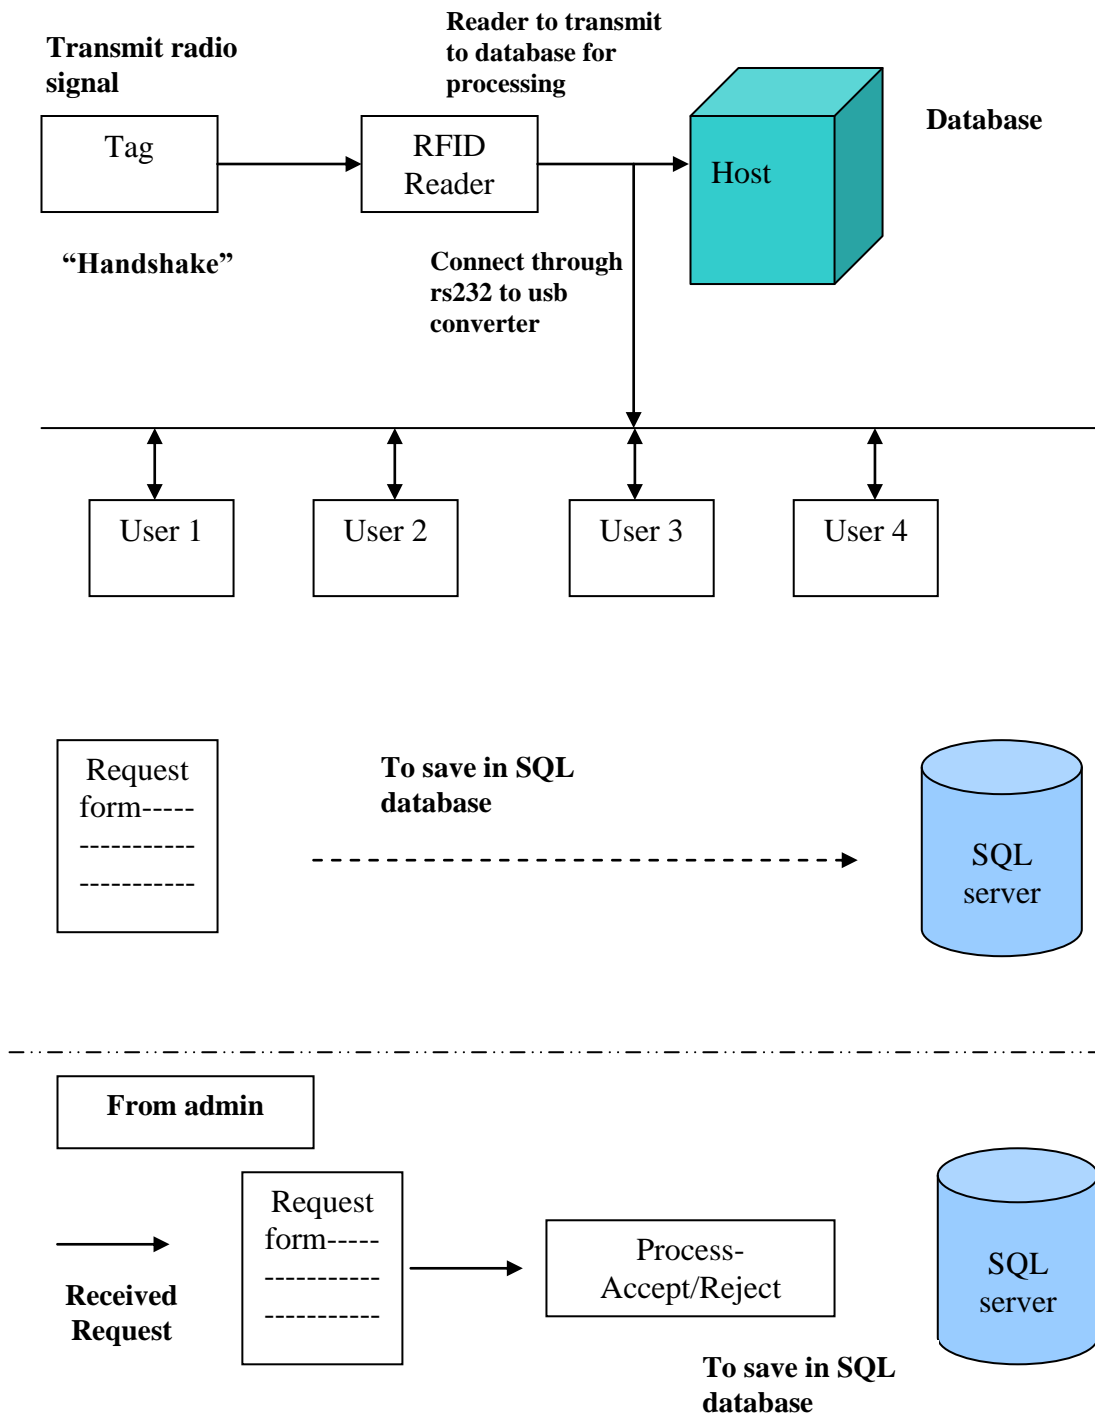 Transmit radio
signal
Reader to transmit
to database for
processing
Database
Tag
RFID
Reader
Host
“Handshake”
Connect through
rs232 to usb
converter
User 1
User 2
User 3
User 4
Request
form-----
-----------
-----------
To save in SQL
database
SQL
server
From admin
Received
Request
Request
form-----
-----------
-----------
Process-
Accept/Reject
SQL
server
To save in SQL
database